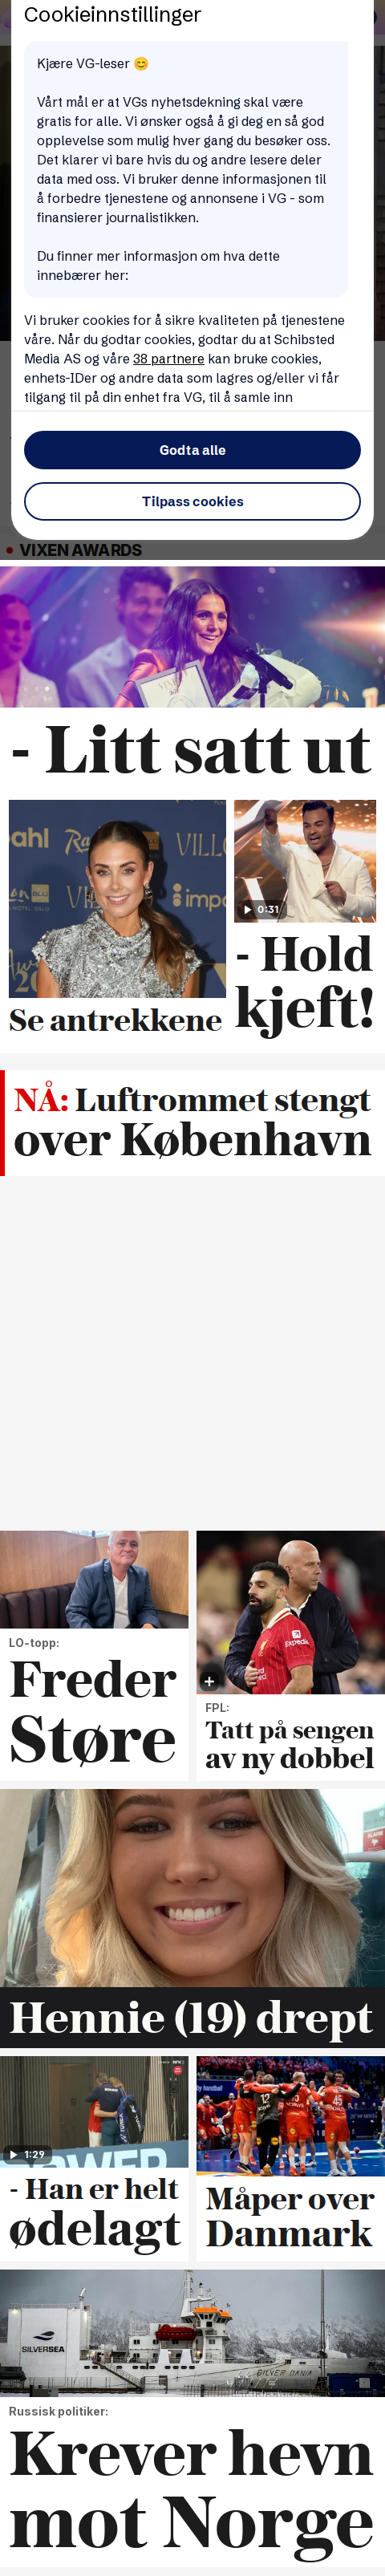 Cookieinnstillinger
Kjære VG-leser 😊
Vårt mål er at VGs nyhetsdekning skal være
gratis for alle. Vi ønsker også å gi deg en så god
opplevelse som mulig hver gang du besøker oss.
Det klarer vi bare hvis du og andre lesere deler
data med oss. Vi bruker denne informasjonen til
å forbedre tjenestene og annonsene i VG - som
finansierer journalistikken.
Du finner mer informasjon om hva dette
innebærer her:
Vi bruker cookies for å sikre kvaliteten på tjenestene
våre. Når du godtar cookies, godtar du at Schibsted
Media AS og våre 38 partnere kan bruke cookies,
enhets-IDer og andre data som lagres og/eller vi får
tilgang til på din enhet fra VG, til å samle inn
Godta alle
Tilpass cookies
VIXEN AWARDS
- Litt satt ut
0:31
Se antrekkene
- Hold
kjeft!
NÅ: Luftrommet stengt
over København
LO-topp:
Freder
Støre
Expedia
FPL:
Tatt på sengen
av ny dobbel
Hennie (19) drept
1:29
- Han er helt
ødelagt
Måper over
Danmark
SILVERSEA
SILVER DANIA
Russisk politiker:
Krever hevn
mot Norge